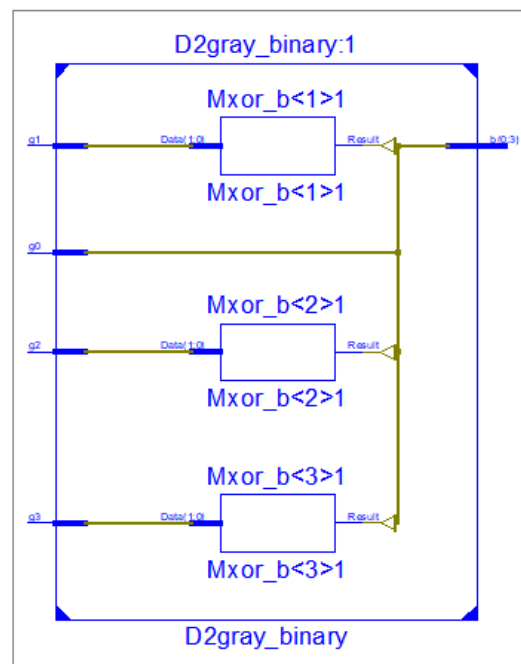 D2gray_binary:1
Mxor_b<1>1
g1 Data(1:0) Result b(0:3)
Mxor_b<1>1
g0
Mxor_b<2>1
g2 Data(1:0) Result
Mxor_b<2>1
Mxor_b<3>1
g3 Data(1:0) Result
Mxor_b<3>1
D2gray_binary